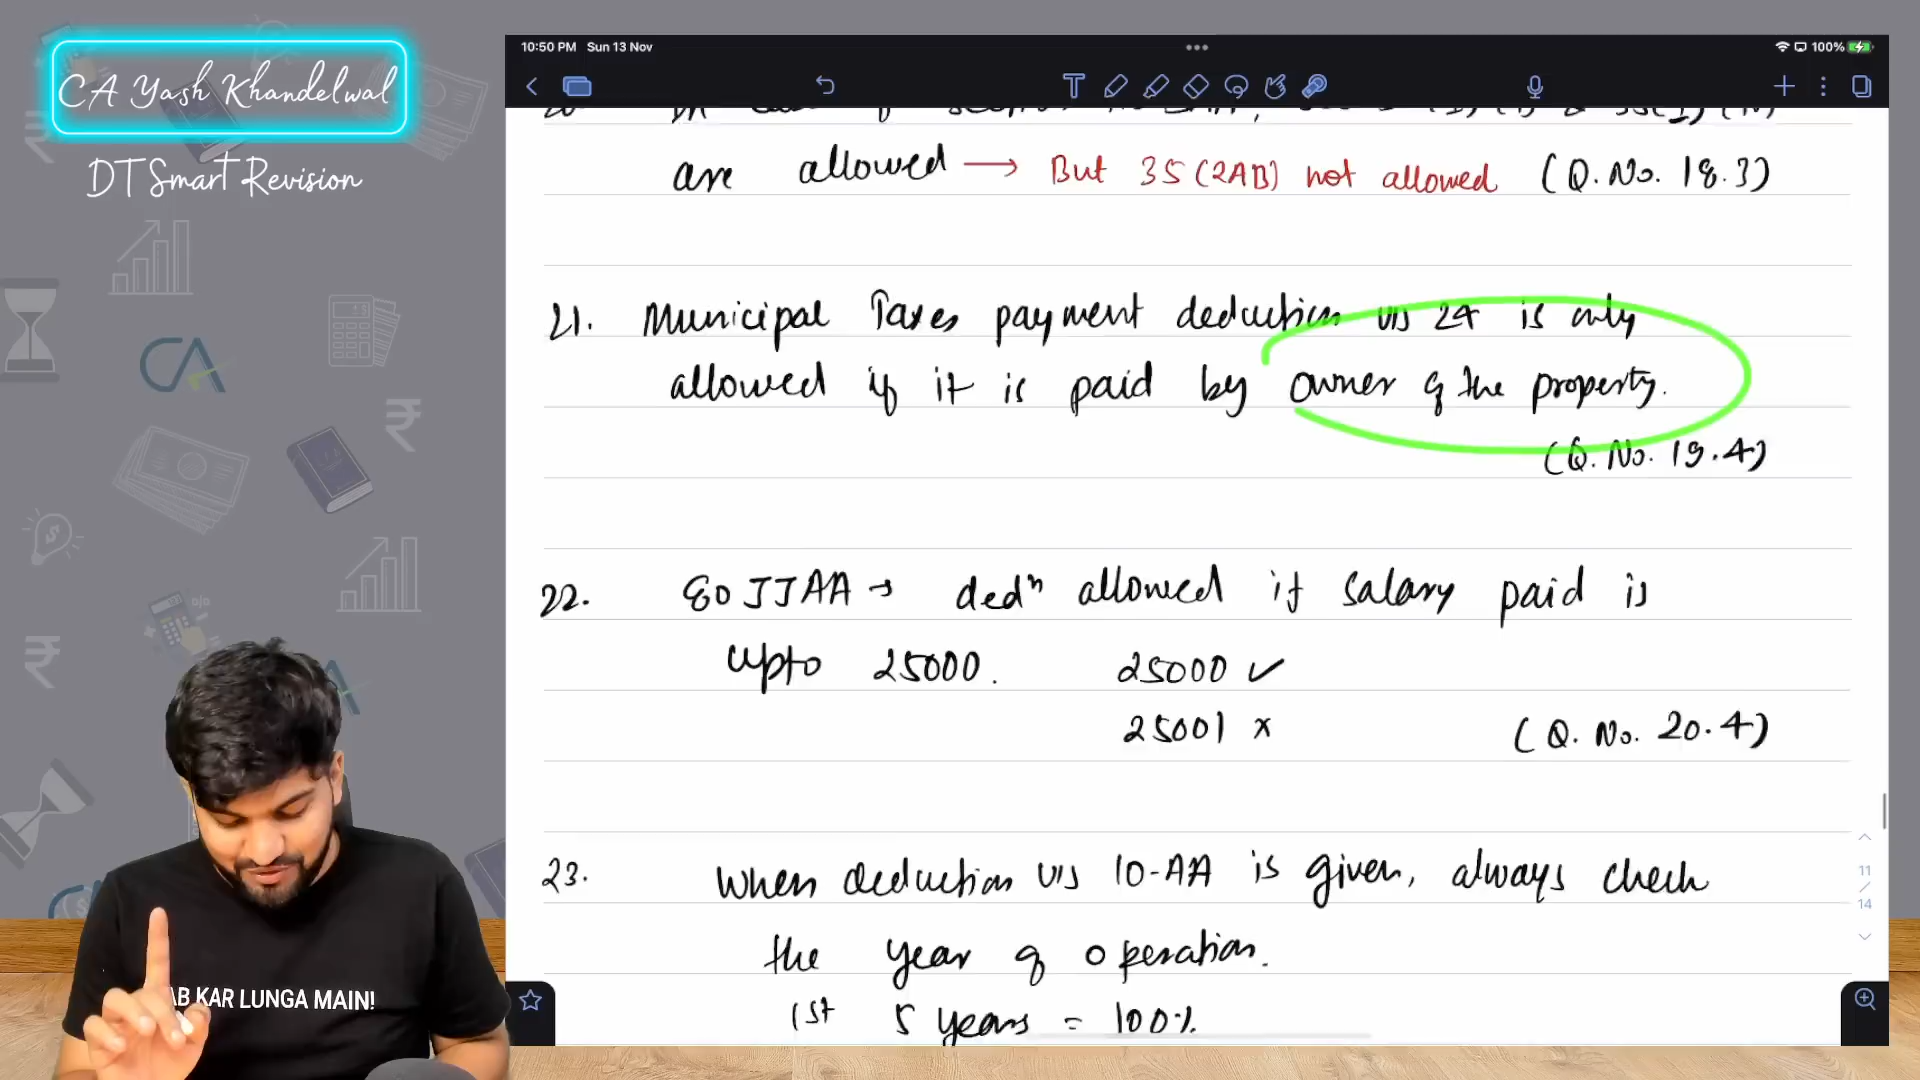 CA Yash Khandelwal
DT Smart Revision
10:50 PM Sun 13 Nov
100%
are allowed → But 35(2AB) not allowed (Q. No. 18.3)
21. Municipal Taxes payment deduction u/s 24 is only
allowed if it is paid by owner of the property.
(Q. No. 19.4)
22. 80JJAA → dedn allowed if salary paid is
upto 25000. 25000 ✓
25001 x (Q. No. 20.4)
23. When deduction u/s 10-AA is given, always check
the year of operation.
1st 5 years = 100%
11
/
14
AB KAR LUNGA MAIN!